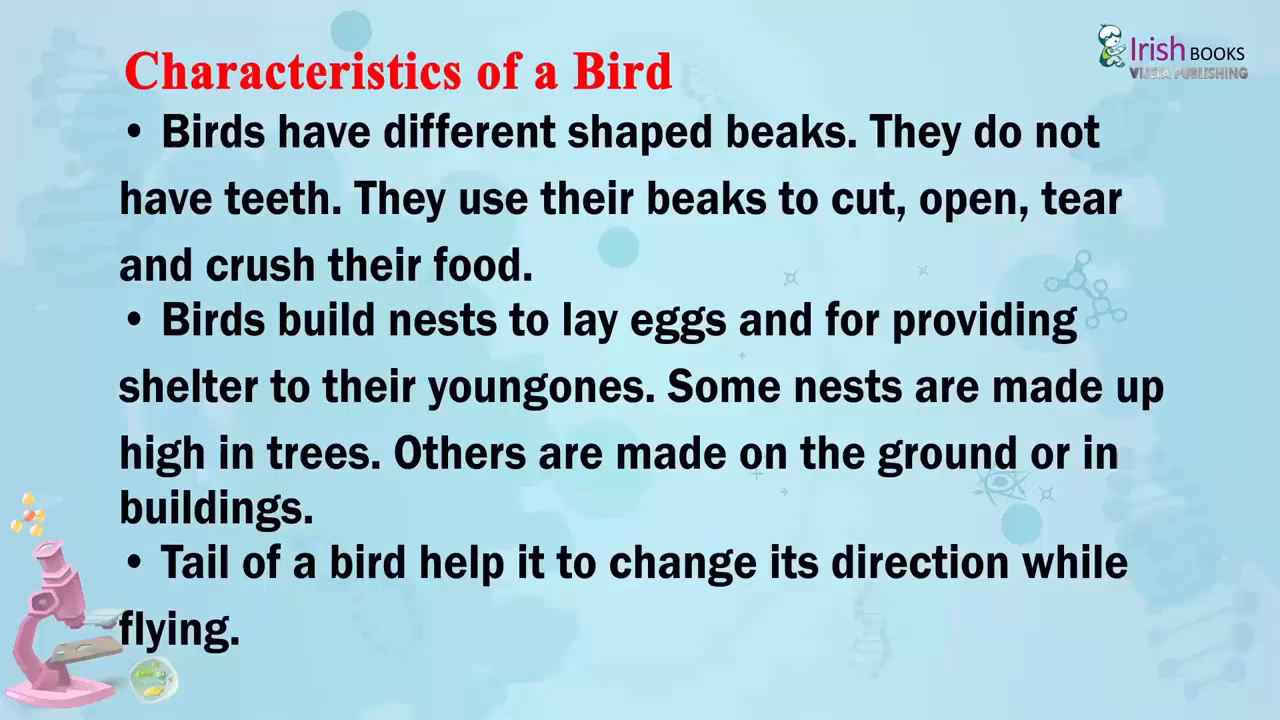 Irish BOOKS
VIJETA PUBLISHING
Characteristics of a Bird
• Birds have different shaped beaks. They do not
have teeth. They use their beaks to cut, open, tear
and crush their food.
• Birds build nests to lay eggs and for providing
shelter to their youngones. Some nests are made up
high in trees. Others are made on the ground or in
buildings.
• Tail of a bird help it to change its direction while
flying.